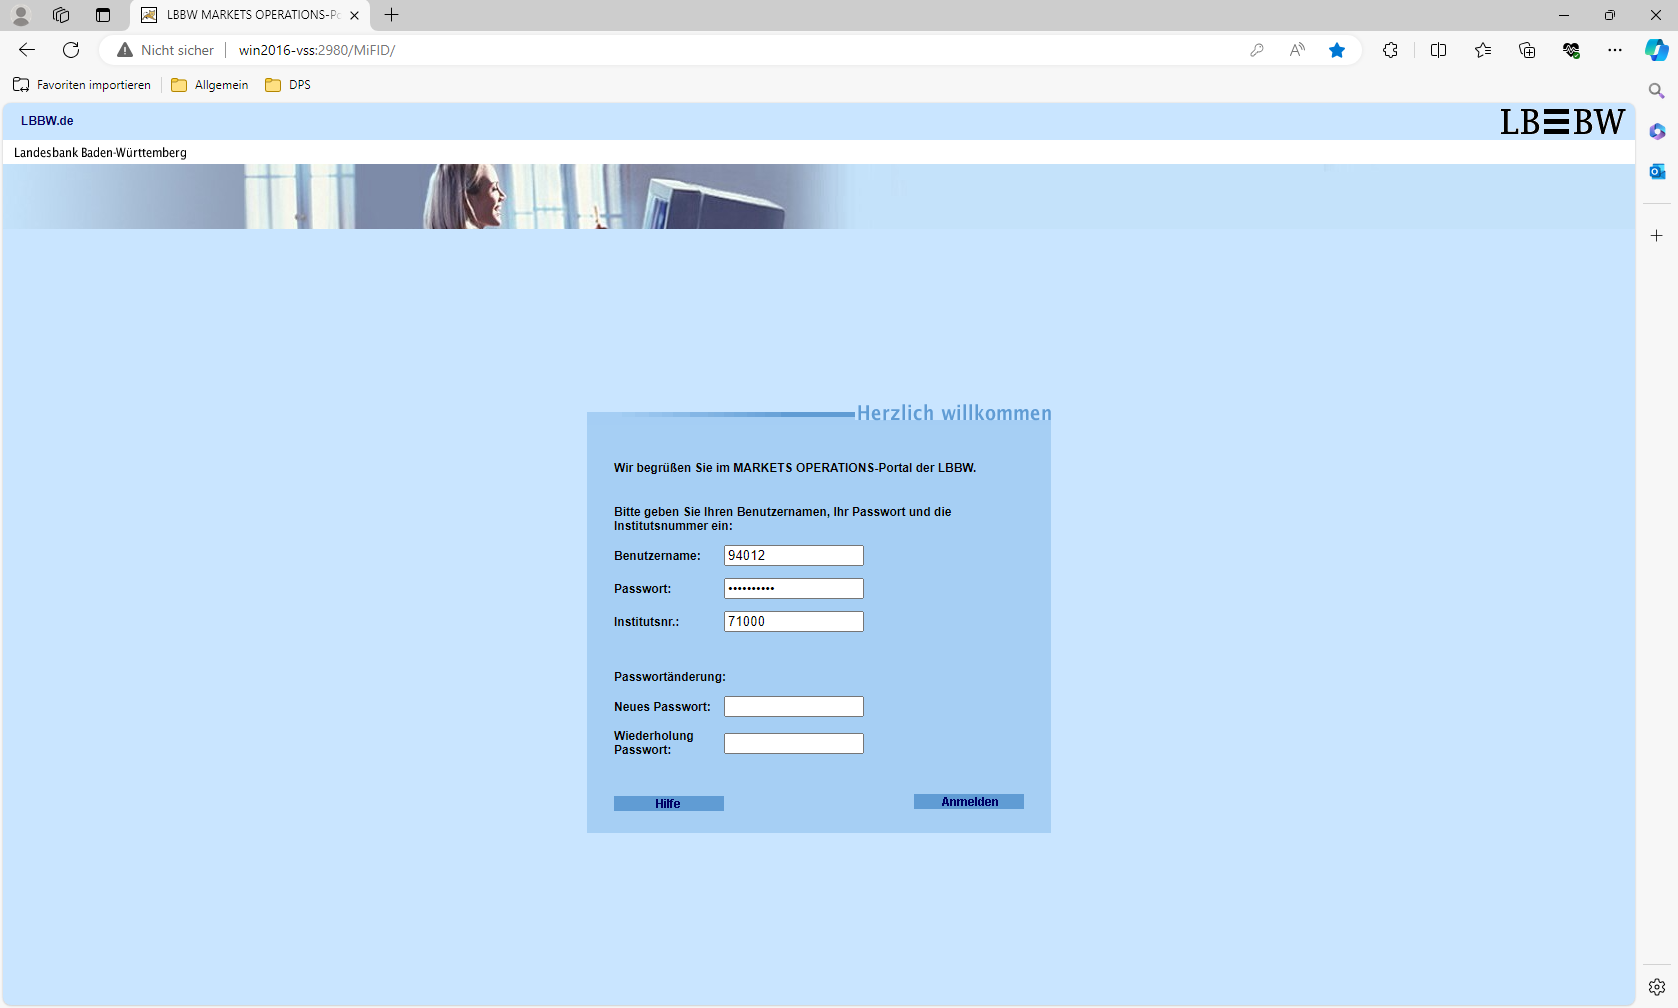 LBBW MARKETS OPERATIONS-Po
Nicht sicher
win2016-vss:2980/MiFID/
Favoriten importieren
Allgemein
DPS
LBBW.de
LBBW
Landesbank Baden-Württemberg
Herzlich willkommen
Wir begrüßen Sie im MARKETS OPERATIONS-Portal der LBBW.
Bitte geben Sie Ihren Benutzernamen, Ihr Passwort und die
Institutsnummer ein:
Benutzername: 94012
Passwort: ••••••••••
Institutsnr.: 71000
Passwortänderung:
Neues Passwort:
Wiederholung
Passwort:
Hilfe
Anmelden